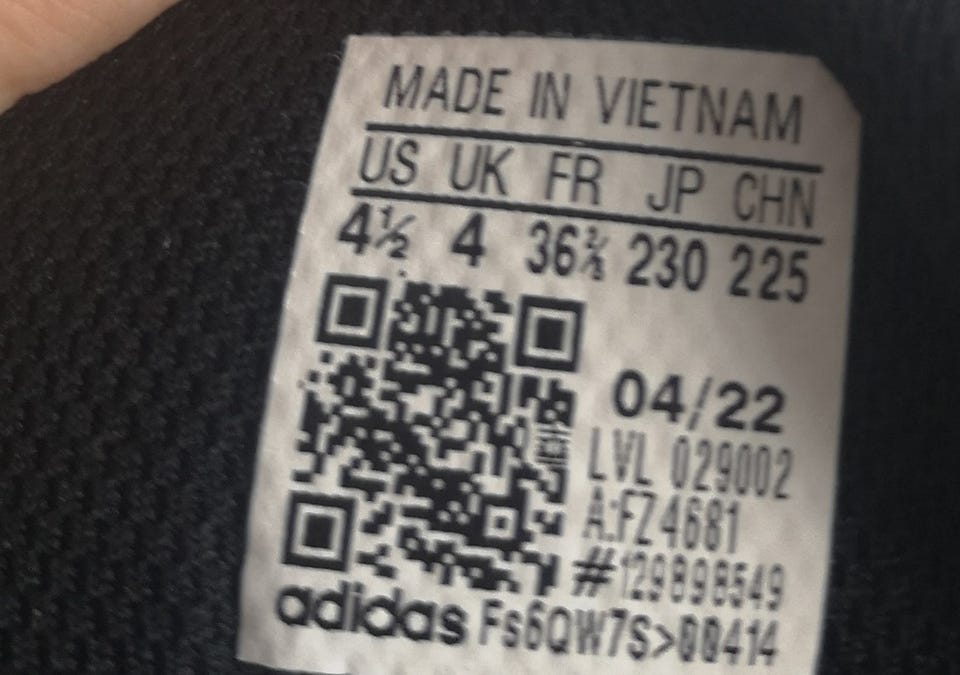 MADE IN VIETNAM
US UK FR JP CHN
4½ 4 36⅔ 230 225
04/22
LVL 029002
A:FZ4681
#129898549
adidas Fs6QW7S>00414